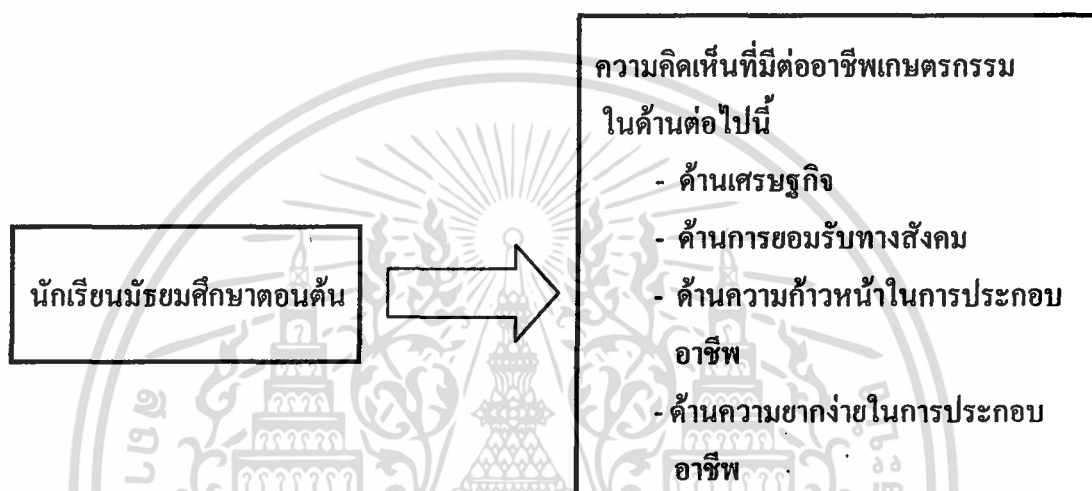 นักเรียนมัธยมศึกษาตอนต้น
ความคิดเห็นที่มีต่ออาชีพเกษตรกรรม
ในด้านต่อไปนี้
- ด้านเศรษฐกิจ
- ด้านการยอมรับทางสังคม
- ด้านความก้าวหน้าในการประกอบ
อาชีพ
- ด้านความยากง่ายในการประกอบ
อาชีพ